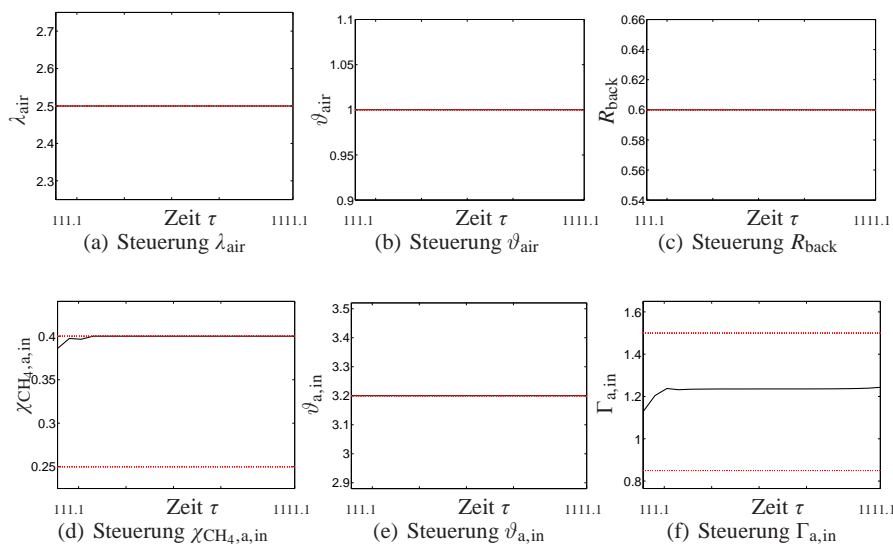 2.7
2.6
2.5
2.4
2.3
λair
111.1 Zeit τ 1111.1
(a) Steuerung λair
1.1
1.05
1
0.95
0.9
ϑair
111.1 Zeit τ 1111.1
(b) Steuerung ϑair
0.66
0.64
0.62
0.6
0.58
0.56
0.54
Rback
111.1 Zeit τ 1111.1
(c) Steuerung Rback
0.4
0.35
0.3
0.25
χCH4,a,in
111.1 Zeit τ 1111.1
(d) Steuerung χCH4,a,in
3.5
3.4
3.3
3.2
3.1
3
2.9
ϑa,in
111.1 Zeit τ 1111.1
(e) Steuerung ϑa,in
1.6
1.4
1.2
1
0.8
Γa,in
111.1 Zeit τ 1111.1
(f) Steuerung Γa,in